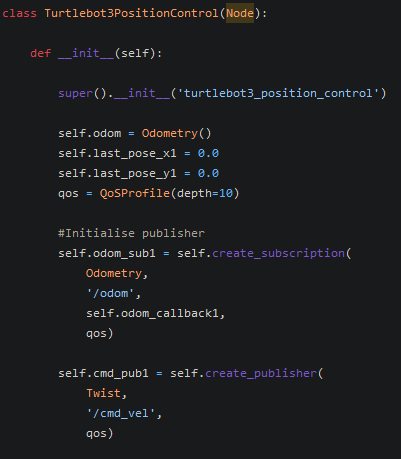 class Turtlebot3PositionControl(Node):
def __init__(self):
super().__init__('turtlebot3_position_control')
self.odom = Odometry()
self.last_pose_x1 = 0.0
self.last_pose_y1 = 0.0
qos = QoSProfile(depth=10)
#Initialise publisher
self.odom_sub1 = self.create_subscription(
Odometry,
'/odom',
self.odom_callback1,
qos)
self.cmd_pub1 = self.create_publisher(
Twist,
'/cmd_vel',
qos)